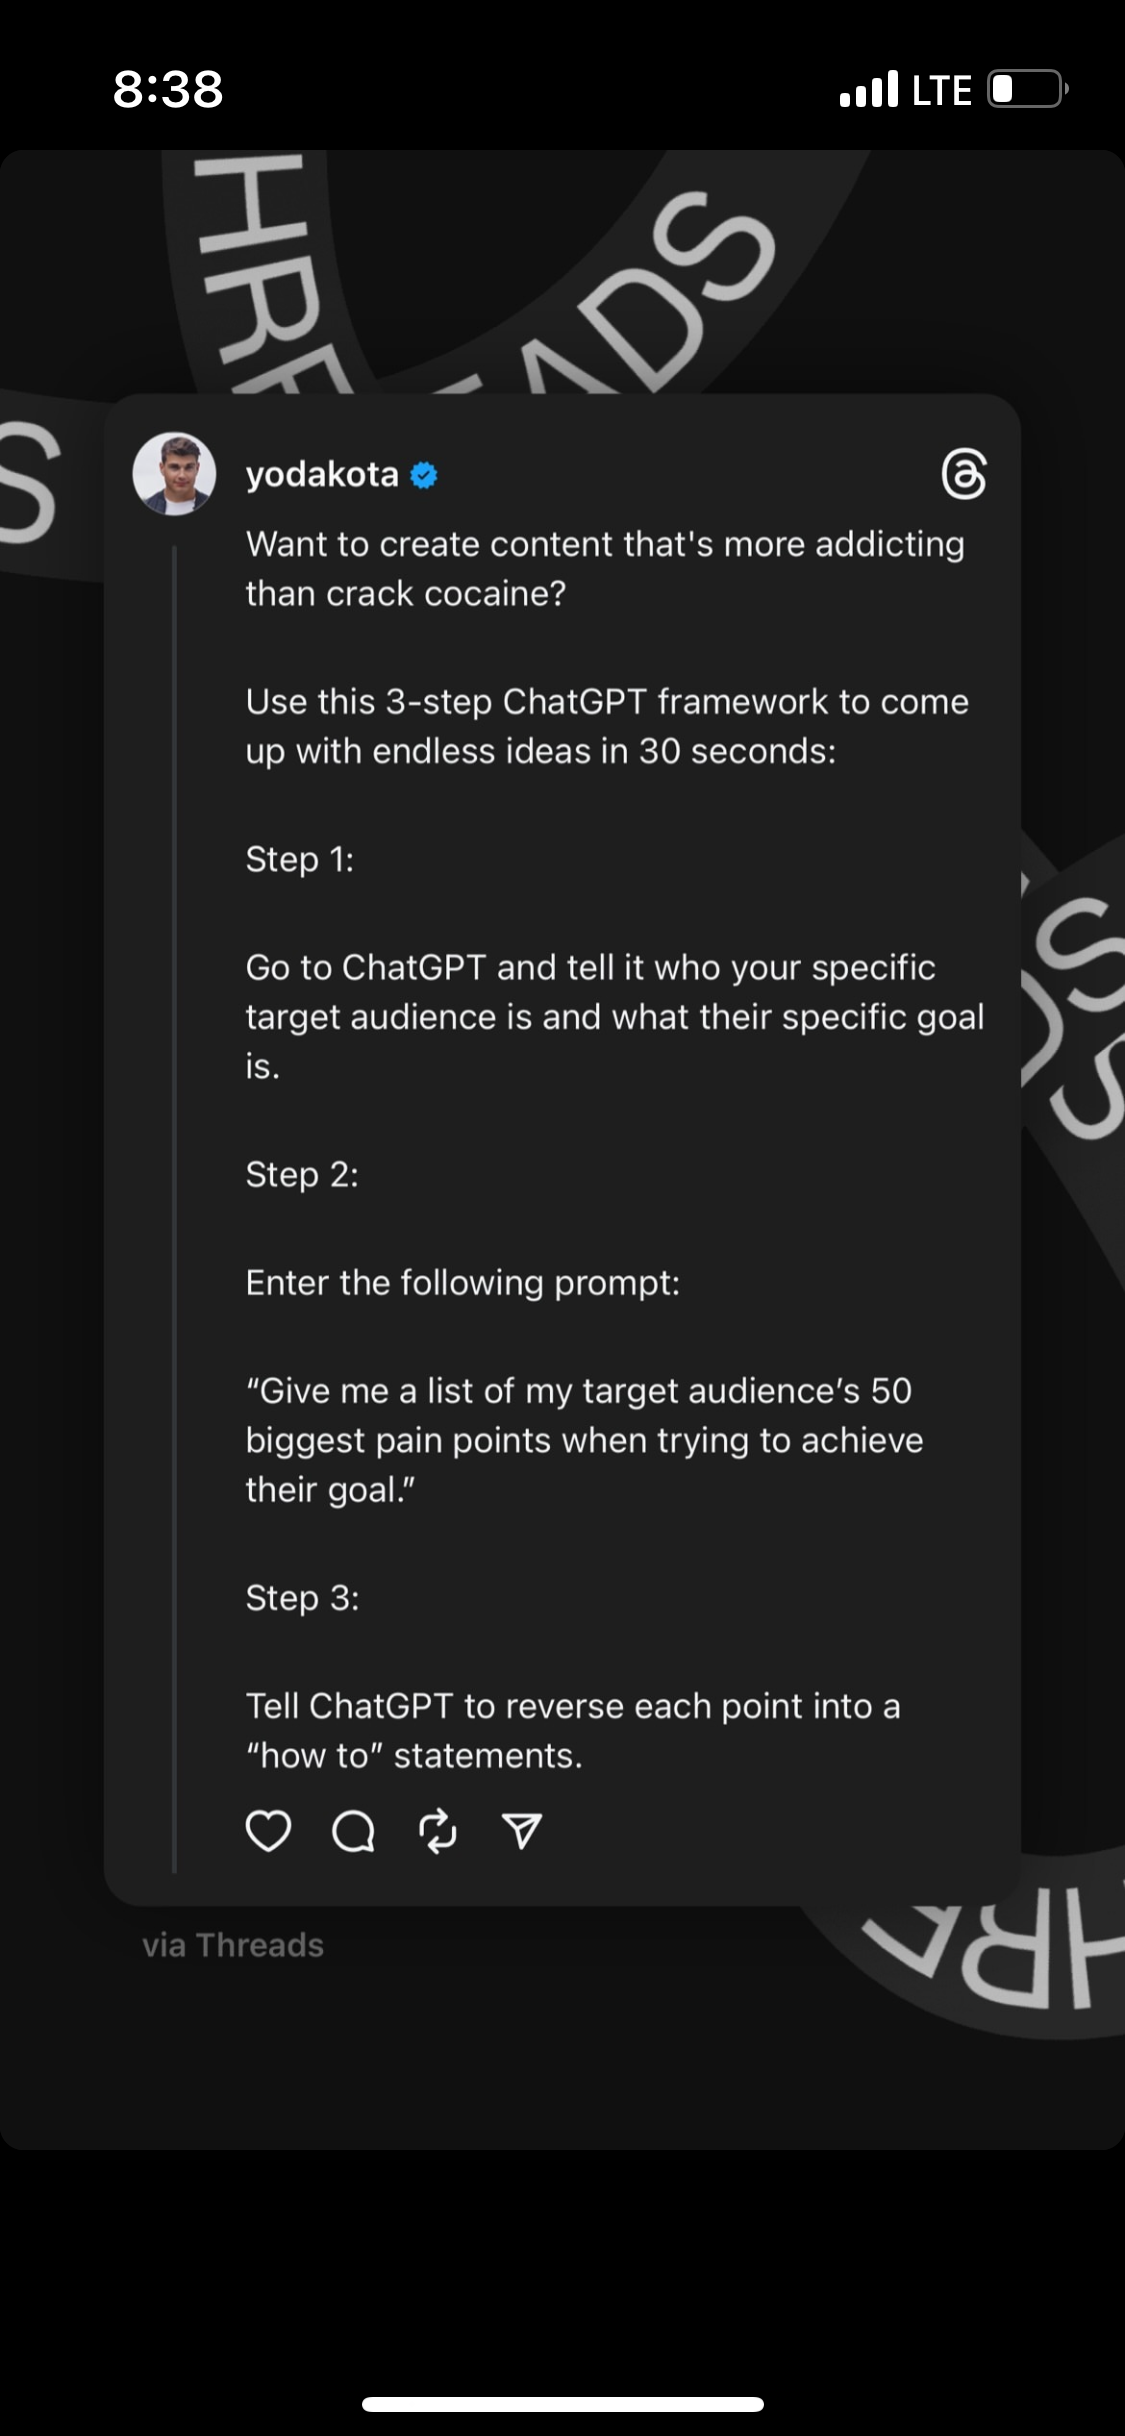 8:38
LTE
THREADS
S
yodakota
Want to create content that's more addicting
than crack cocaine?
Use this 3-step ChatGPT framework to come
up with endless ideas in 30 seconds:
Step 1:
Go to ChatGPT and tell it who your specific
target audience is and what their specific goal
is.
Step 2:
Enter the following prompt:
“Give me a list of my target audience’s 50
biggest pain points when trying to achieve
their goal.”
Step 3:
Tell ChatGPT to reverse each point into a
“how to” statements.
via Threads